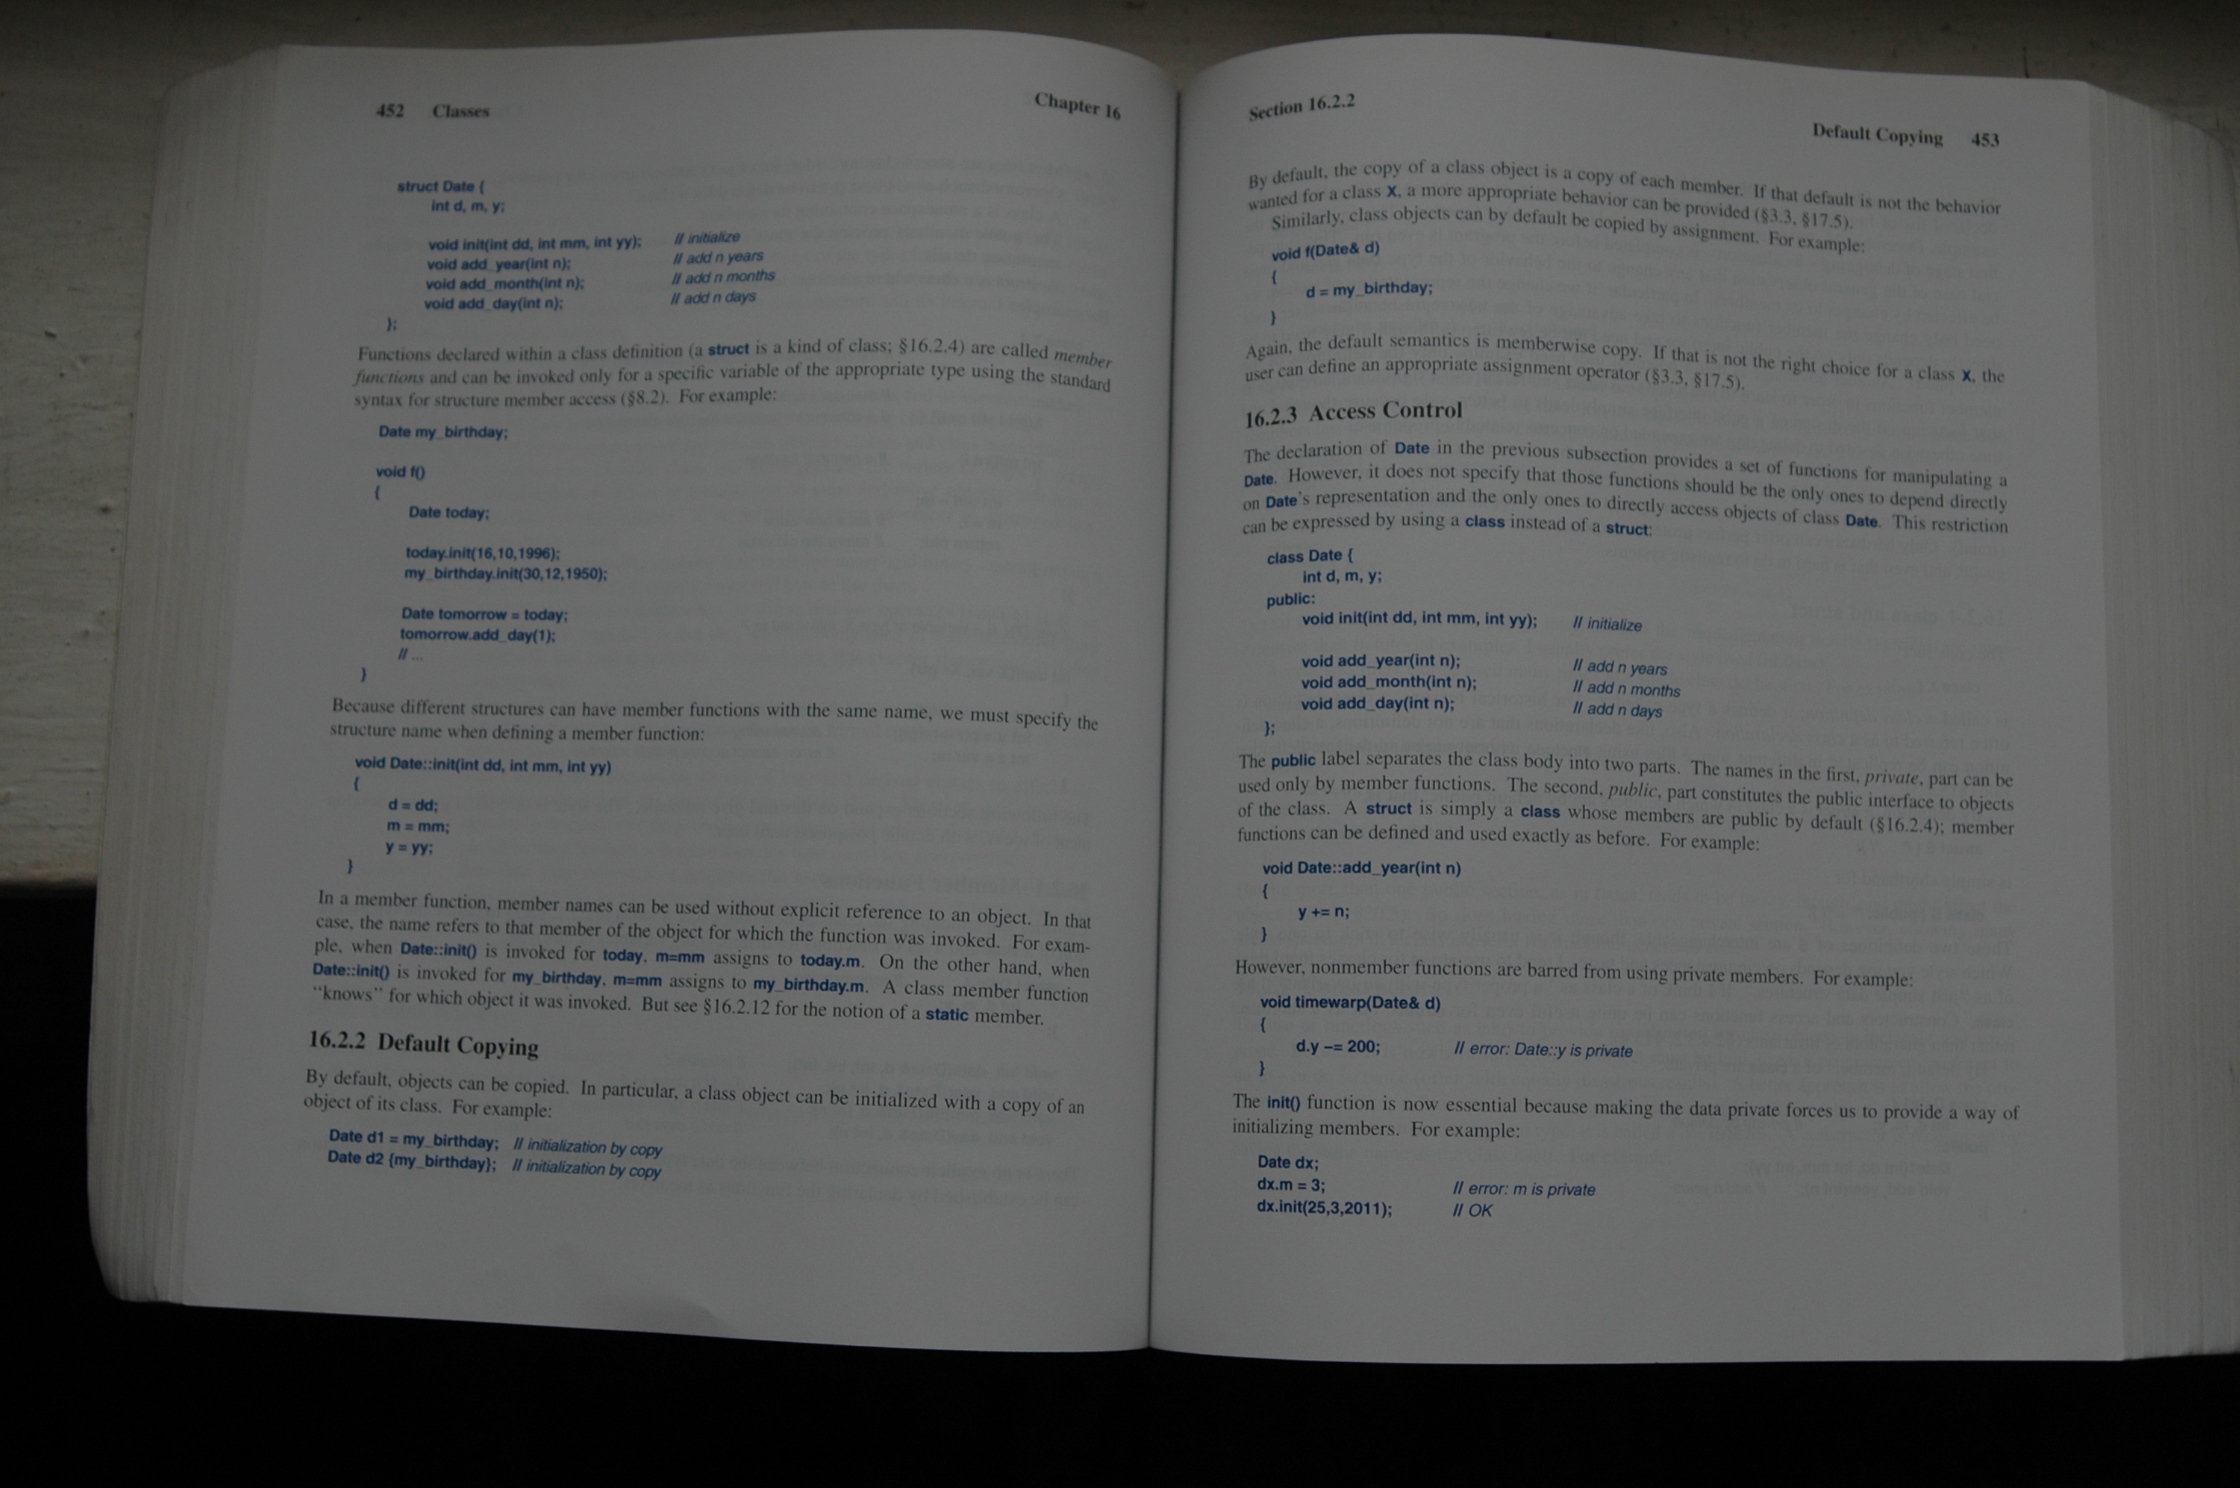 452 Classes Chapter 16
struct Date {
int d, m, y;
void init(int dd, int mm, int yy); // initialize
void add_year(int n); // add n years
void add_month(int n); // add n months
void add_day(int n); // add n days
};
Functions declared within a class definition (a struct is a kind of class; §16.2.4) are called member
functions and can be invoked only for a specific variable of the appropriate type using the standard
syntax for structure member access (§8.2). For example:
Date my_birthday;
void f()
{
Date today;
today.init(16,10,1996);
my_birthday.init(30,12,1950);
Date tomorrow = today;
tomorrow.add_day(1);
// ...
}
Because different structures can have member functions with the same name, we must specify the
structure name when defining a member function:
void Date::init(int dd, int mm, int yy)
{
d = dd;
m = mm;
y = yy;
}
In a member function, member names can be used without explicit reference to an object. In that
case, the name refers to that member of the object for which the function was invoked. For exam-
ple, when Date::init() is invoked for today, m=mm assigns to today.m. On the other hand, when
Date::init() is invoked for my_birthday, m=mm assigns to my_birthday.m. A class member function
“knows” for which object it was invoked. But see §16.2.12 for the notion of a static member.
16.2.2 Default Copying
By default, objects can be copied. In particular, a class object can be initialized with a copy of an
object of its class. For example:
Date d1 = my_birthday; // initialization by copy
Date d2 {my_birthday}; // initialization by copy
Section 16.2.2 Default Copying 453
By default, the copy of a class object is a copy of each member. If that default is not the behavior
wanted for a class X, a more appropriate behavior can be provided (§3.3, §17.5).
Similarly, class objects can by default be copied by assignment. For example:
void f(Date& d)
{
d = my_birthday;
}
Again, the default semantics is memberwise copy. If that is not the right choice for a class X, the
user can define an appropriate assignment operator (§3.3, §17.5).
16.2.3 Access Control
The declaration of Date in the previous subsection provides a set of functions for manipulating a
Date. However, it does not specify that those functions should be the only ones to depend directly
on Date's representation and the only ones to directly access objects of class Date. This restriction
can be expressed by using a class instead of a struct:
class Date {
int d, m, y;
public:
void init(int dd, int mm, int yy); // initialize
void add_year(int n); // add n years
void add_month(int n); // add n months
void add_day(int n); // add n days
};
The public label separates the class body into two parts. The names in the first, private, part can be
used only by member functions. The second, public, part constitutes the public interface to objects
of the class. A struct is simply a class whose members are public by default (§16.2.4); member
functions can be defined and used exactly as before. For example:
void Date::add_year(int n)
{
y += n;
}
However, nonmember functions are barred from using private members. For example:
void timewarp(Date& d)
{
d.y −= 200; // error: Date::y is private
}
The init() function is now essential because making the data private forces us to provide a way of
initializing members. For example:
Date dx;
dx.m = 3; // error: m is private
dx.init(25,3,2011); // OK